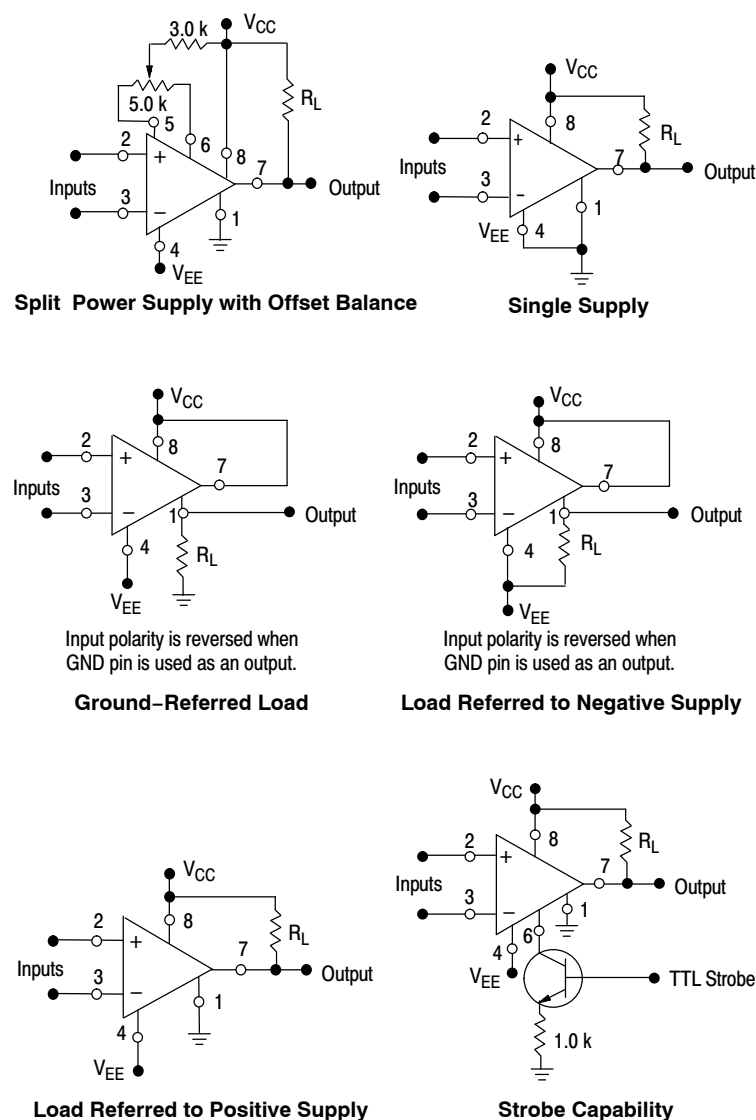 V_CC
3.0 k
5.0 k
R_L
5
6
8
2
+
7
Inputs
Output
3
−
1
4
V_EE
Split Power Supply with Offset Balance
V_CC
8
R_L
2
+
7
Inputs
Output
3
−
1
V_EE
4
Single Supply
V_CC
8
2
+
7
Inputs
3
−
1
Output
4
R_L
V_EE
Input polarity is reversed when
GND pin is used as an output.
Ground−Referred Load
V_CC
8
2
+
7
Inputs
3
−
1
Output
4
R_L
V_EE
Input polarity is reversed when
GND pin is used as an output.
Load Referred to Negative Supply
V_CC
8
R_L
2
+
7
Inputs
Output
3
−
1
4
V_EE
Load Referred to Positive Supply
V_CC
8
R_L
2
+
7
Inputs
Output
3
−
1
6
4
V_EE
TTL Strobe
1.0 k
Strobe Capability